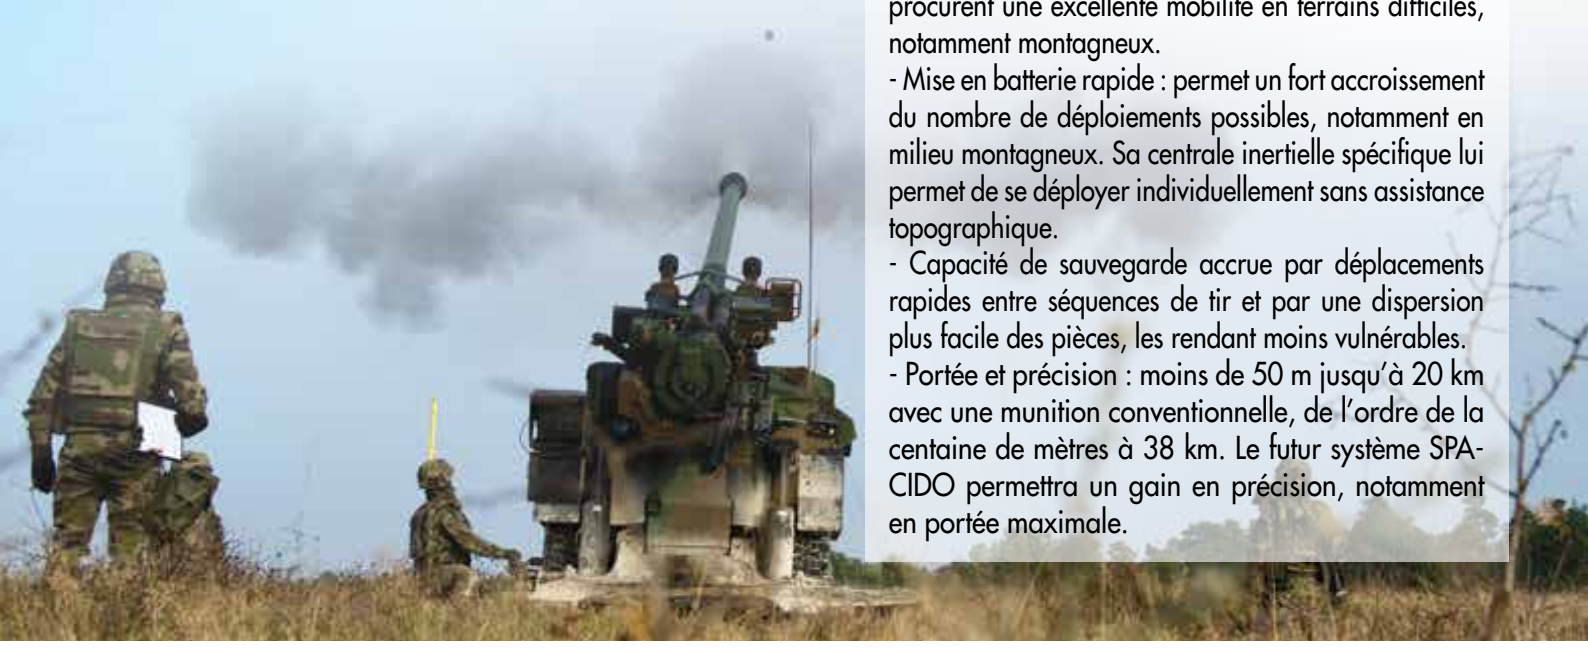 procurent une excellente mobilité en terrains difficiles,
notamment montagneux.
- Mise en batterie rapide : permet un fort accroissement
du nombre de déploiements possibles, notamment en
milieu montagneux. Sa centrale inertielle spécifique lui
permet de se déployer individuellement sans assistance
topographique.
- Capacité de sauvegarde accrue par déplacements
rapides entre séquences de tir et par une dispersion
plus facile des pièces, les rendant moins vulnérables.
- Portée et précision : moins de 50 m jusqu’à 20 km
avec une munition conventionnelle, de l’ordre de la
centaine de mètres à 38 km. Le futur système SPA-
CIDO permettra un gain en précision, notamment
en portée maximale.